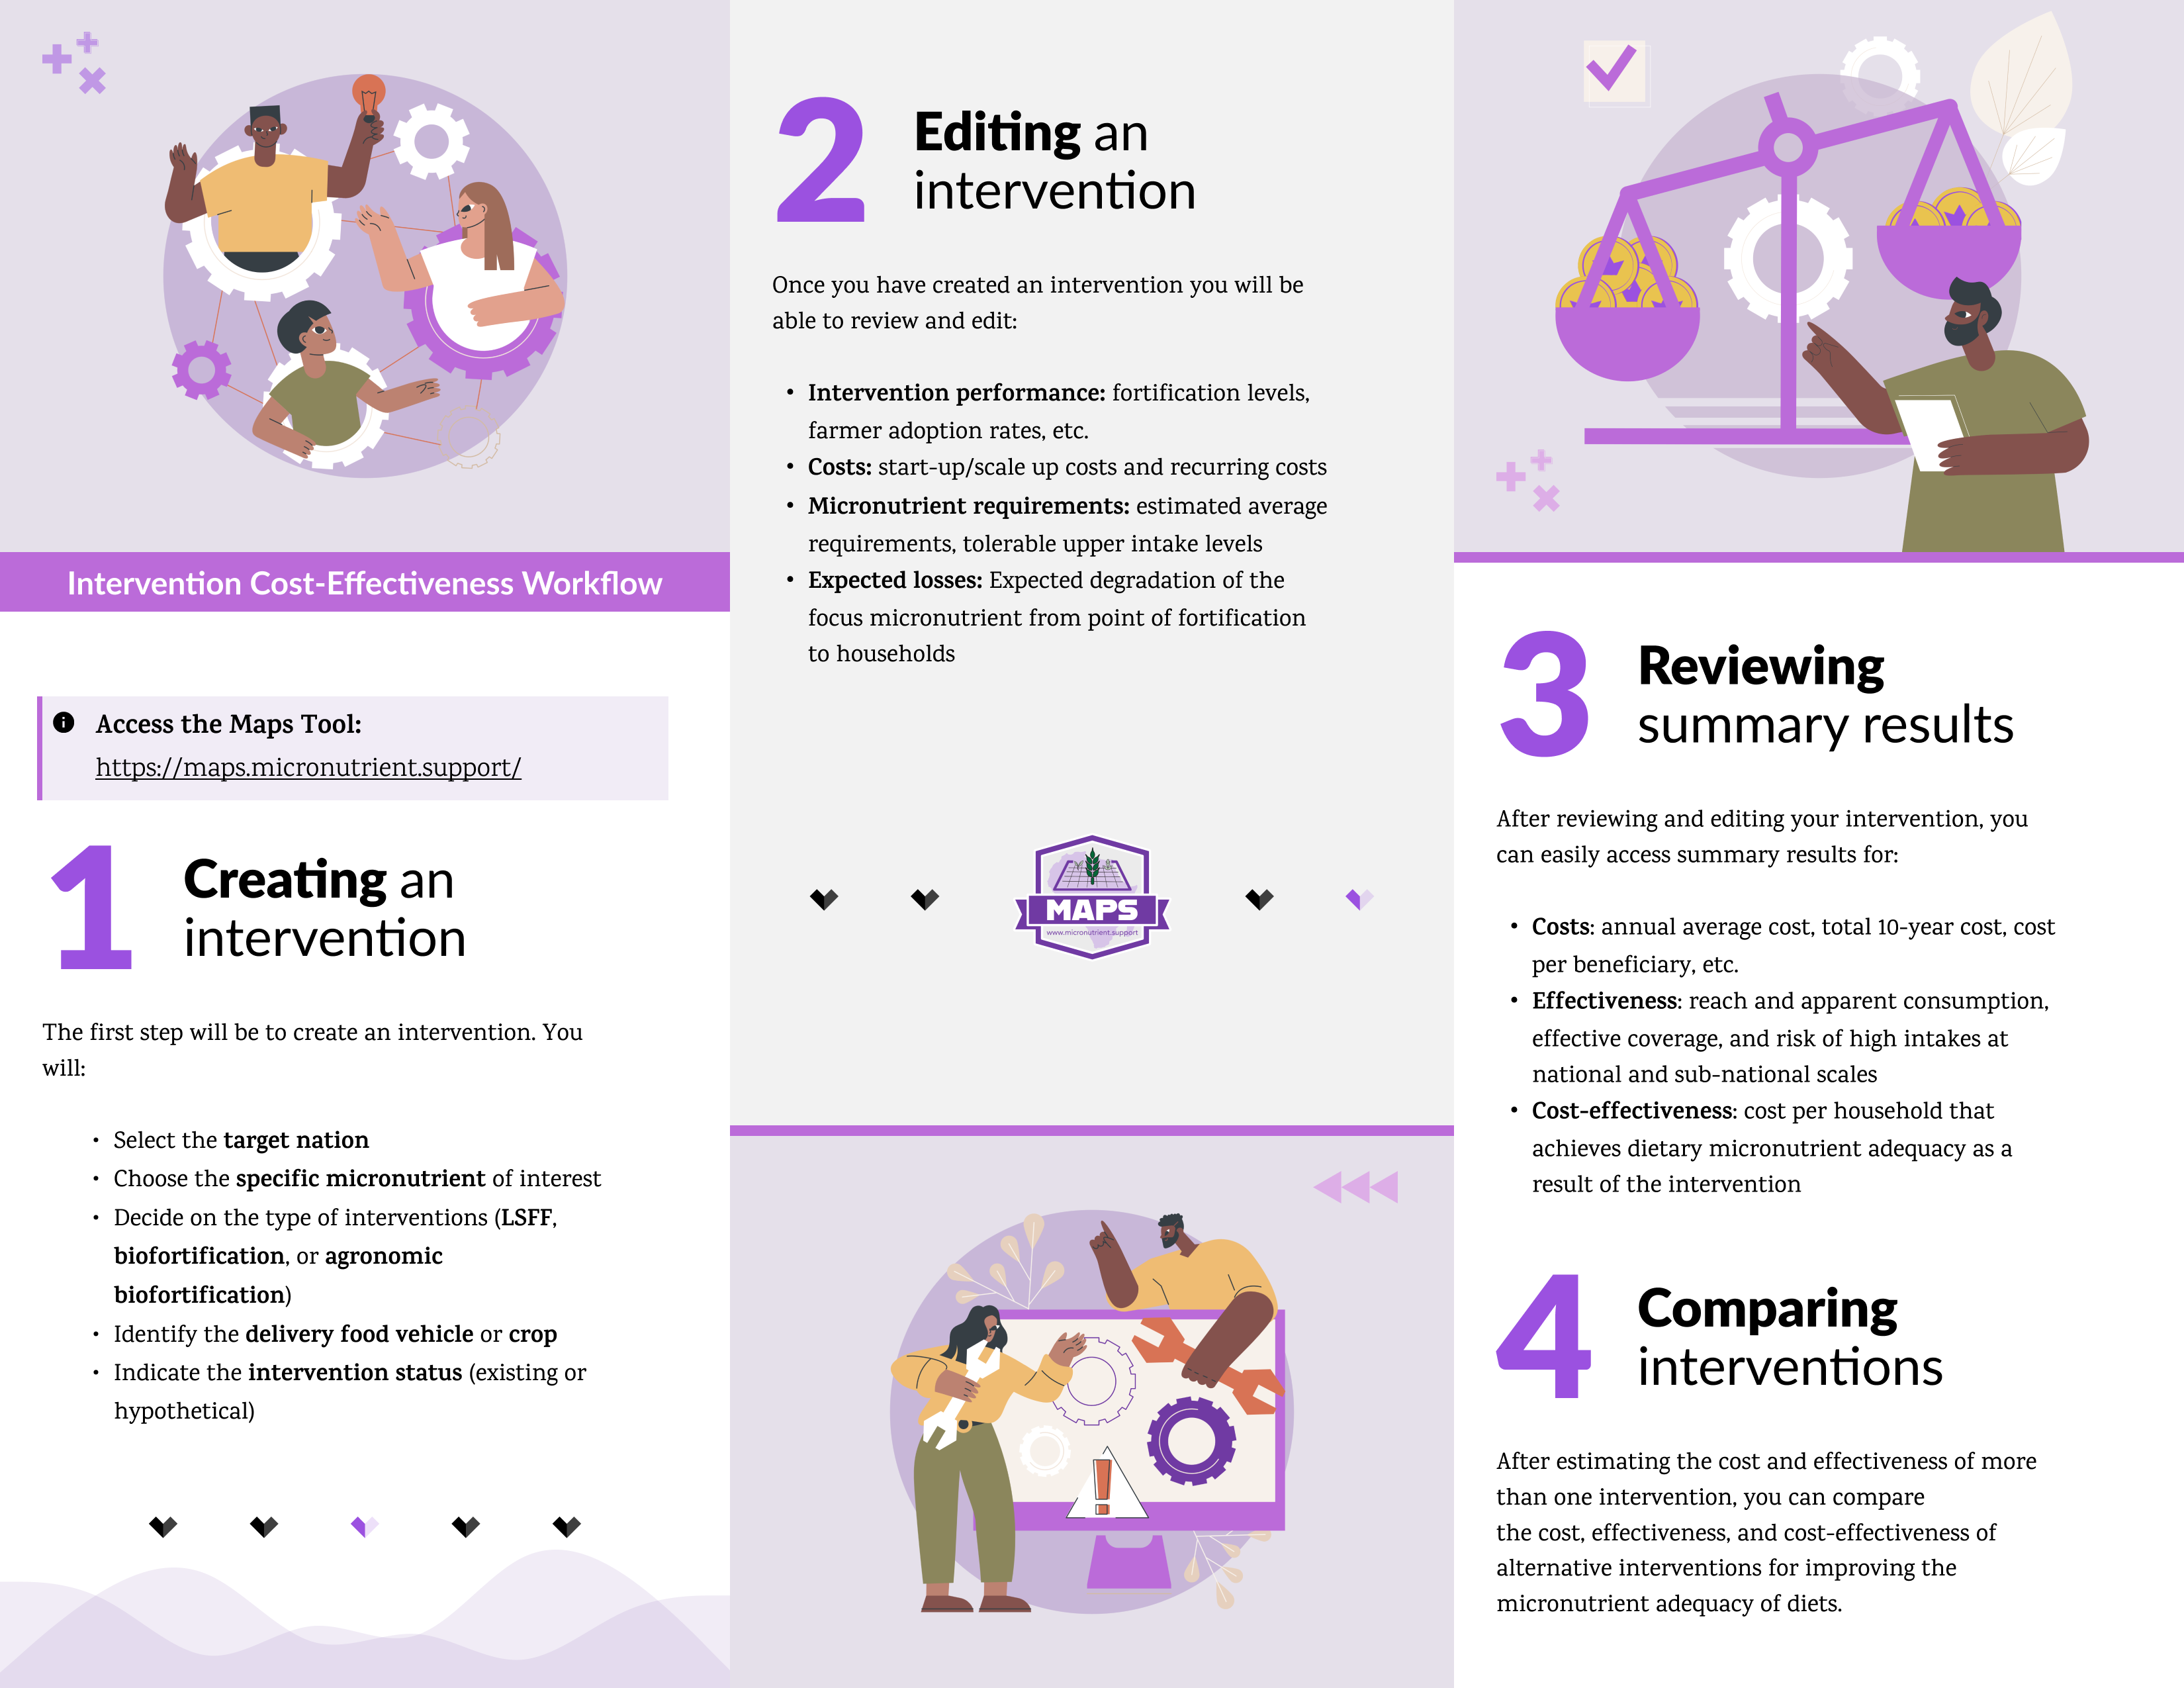 Intervention Cost-Effectiveness Workflow
Access the Maps Tool:
https://maps.micronutrient.support/
1
Creating an
intervention
The first step will be to create an intervention. You
will:
• Select the target nation
• Choose the specific micronutrient of interest
• Decide on the type of interventions (LSFF,
biofortification, or agronomic
biofortification)
• Identify the delivery food vehicle or crop
• Indicate the intervention status (existing or
hypothetical)
2
Editing an
intervention
Once you have created an intervention you will be
able to review and edit:
• Intervention performance: fortification levels,
farmer adoption rates, etc.
• Costs: start-up/scale up costs and recurring costs
• Micronutrient requirements: estimated average
requirements, tolerable upper intake levels
• Expected losses: Expected degradation of the
focus micronutrient from point of fortification
to households
MAPS
www.micronutrient.support
3
Reviewing
summary results
After reviewing and editing your intervention, you
can easily access summary results for:
• Costs: annual average cost, total 10-year cost, cost
per beneficiary, etc.
• Effectiveness: reach and apparent consumption,
effective coverage, and risk of high intakes at
national and sub-national scales
• Cost-effectiveness: cost per household that
achieves dietary micronutrient adequacy as a
result of the intervention
4
Comparing
interventions
After estimating the cost and effectiveness of more
than one intervention, you can compare
the cost, effectiveness, and cost-effectiveness of
alternative interventions for improving the
micronutrient adequacy of diets.